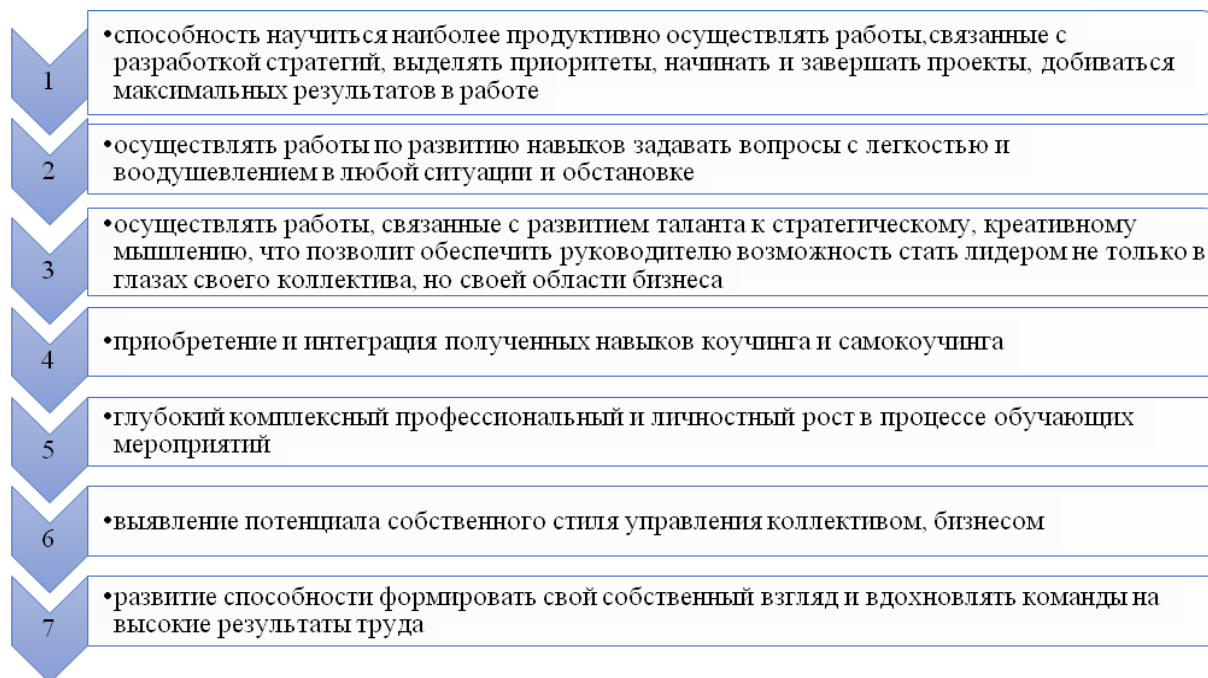 1
•способность научиться наиболее продуктивно осуществлять работы,связанные с
разработкой стратегий, выделять приоритеты, начинать и завершать проекты, добиваться
максимальных результатов в работе
2
•осуществлять работы по развитию навыков задавать вопросы с легкостью и
воодушевлением в любой ситуации и обстановке
3
•осуществлять работы, связанные с развитием таланта к стратегическому, креативному
мышлению, что позволит обеспечить руководителю возможность стать лидером не только в
глазах своего коллектива, но своей области бизнеса
4
•приобретение и интеграция полученных навыков коучинга и самокоучинга
5
•глубокий комплексный профессиональный и личностный рост в процессе обучающих
мероприятий
6
•выявление потенциала собственного стиля управления коллективом, бизнесом
7
•развитие способности формировать свой собственный взгляд и вдохновлять команды на
высокие результаты труда